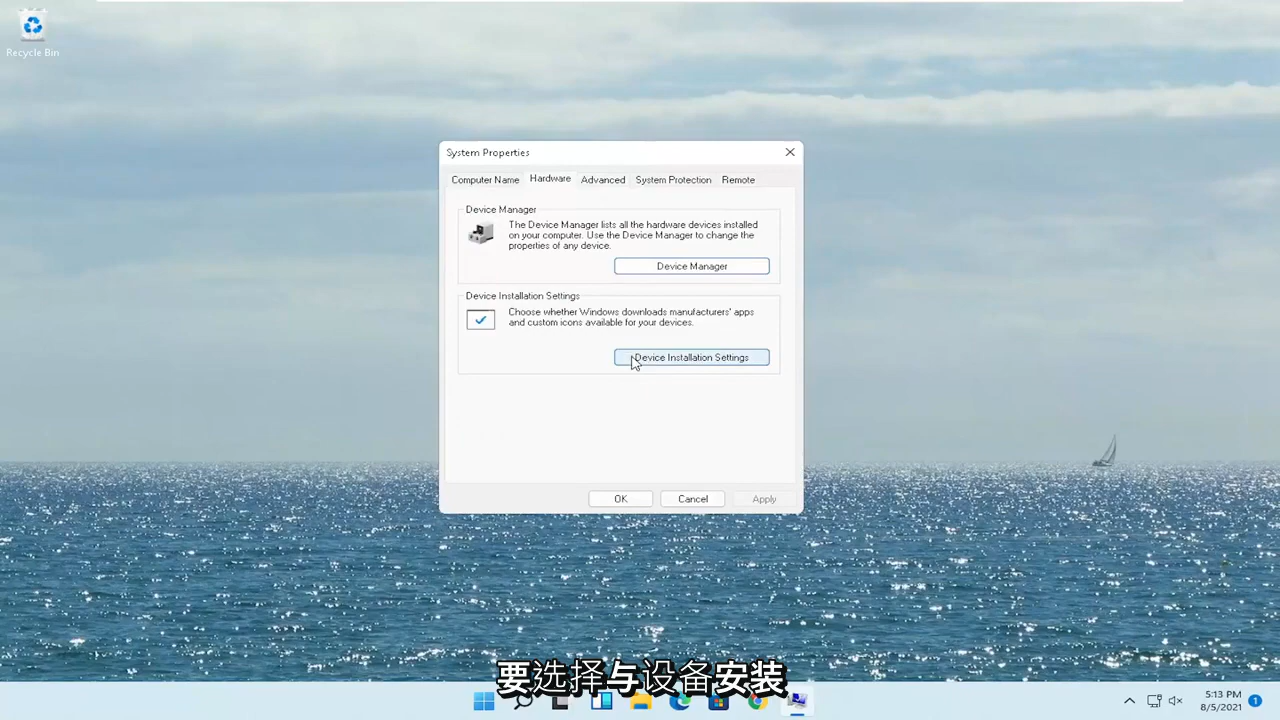 Recycle Bin
System Properties
Computer Name Hardware Advanced System Protection Remote
Device Manager
The Device Manager lists all the hardware devices installed
on your computer. Use the Device Manager to change the
properties of any device.
Device Manager
Device Installation Settings
Choose whether Windows downloads manufacturers' apps
and custom icons available for your devices.
Device Installation Settings
OK Cancel Apply
要选择与设备安装
5:13 PM
8/5/2021
1